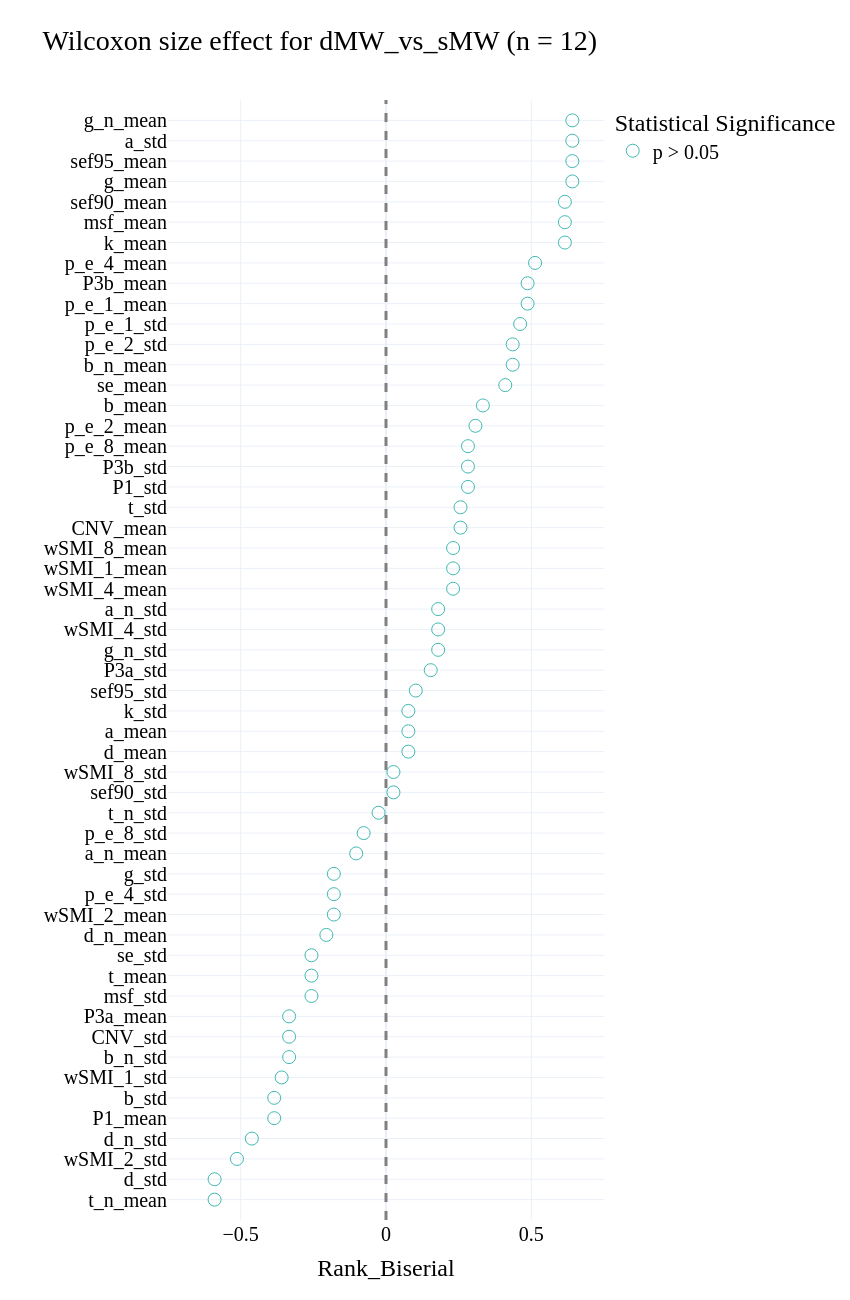 Wilcoxon size effect for dMW_vs_sMW (n = 12)
Statistical Significance
p > 0.05
g_n_mean
a_std
sef95_mean
g_mean
sef90_mean
msf_mean
k_mean
p_e_4_mean
P3b_mean
p_e_1_mean
p_e_1_std
p_e_2_std
b_n_mean
se_mean
b_mean
p_e_2_mean
p_e_8_mean
P3b_std
P1_std
t_std
CNV_mean
wSMI_8_mean
wSMI_1_mean
wSMI_4_mean
a_n_std
wSMI_4_std
g_n_std
P3a_std
sef95_std
k_std
a_mean
d_mean
wSMI_8_std
sef90_std
t_n_std
p_e_8_std
a_n_mean
g_std
p_e_4_std
wSMI_2_mean
d_n_mean
se_std
t_mean
msf_std
P3a_mean
CNV_std
b_n_std
wSMI_1_std
b_std
P1_mean
d_n_std
wSMI_2_std
d_std
t_n_mean
−0.5 0 0.5
Rank_Biserial